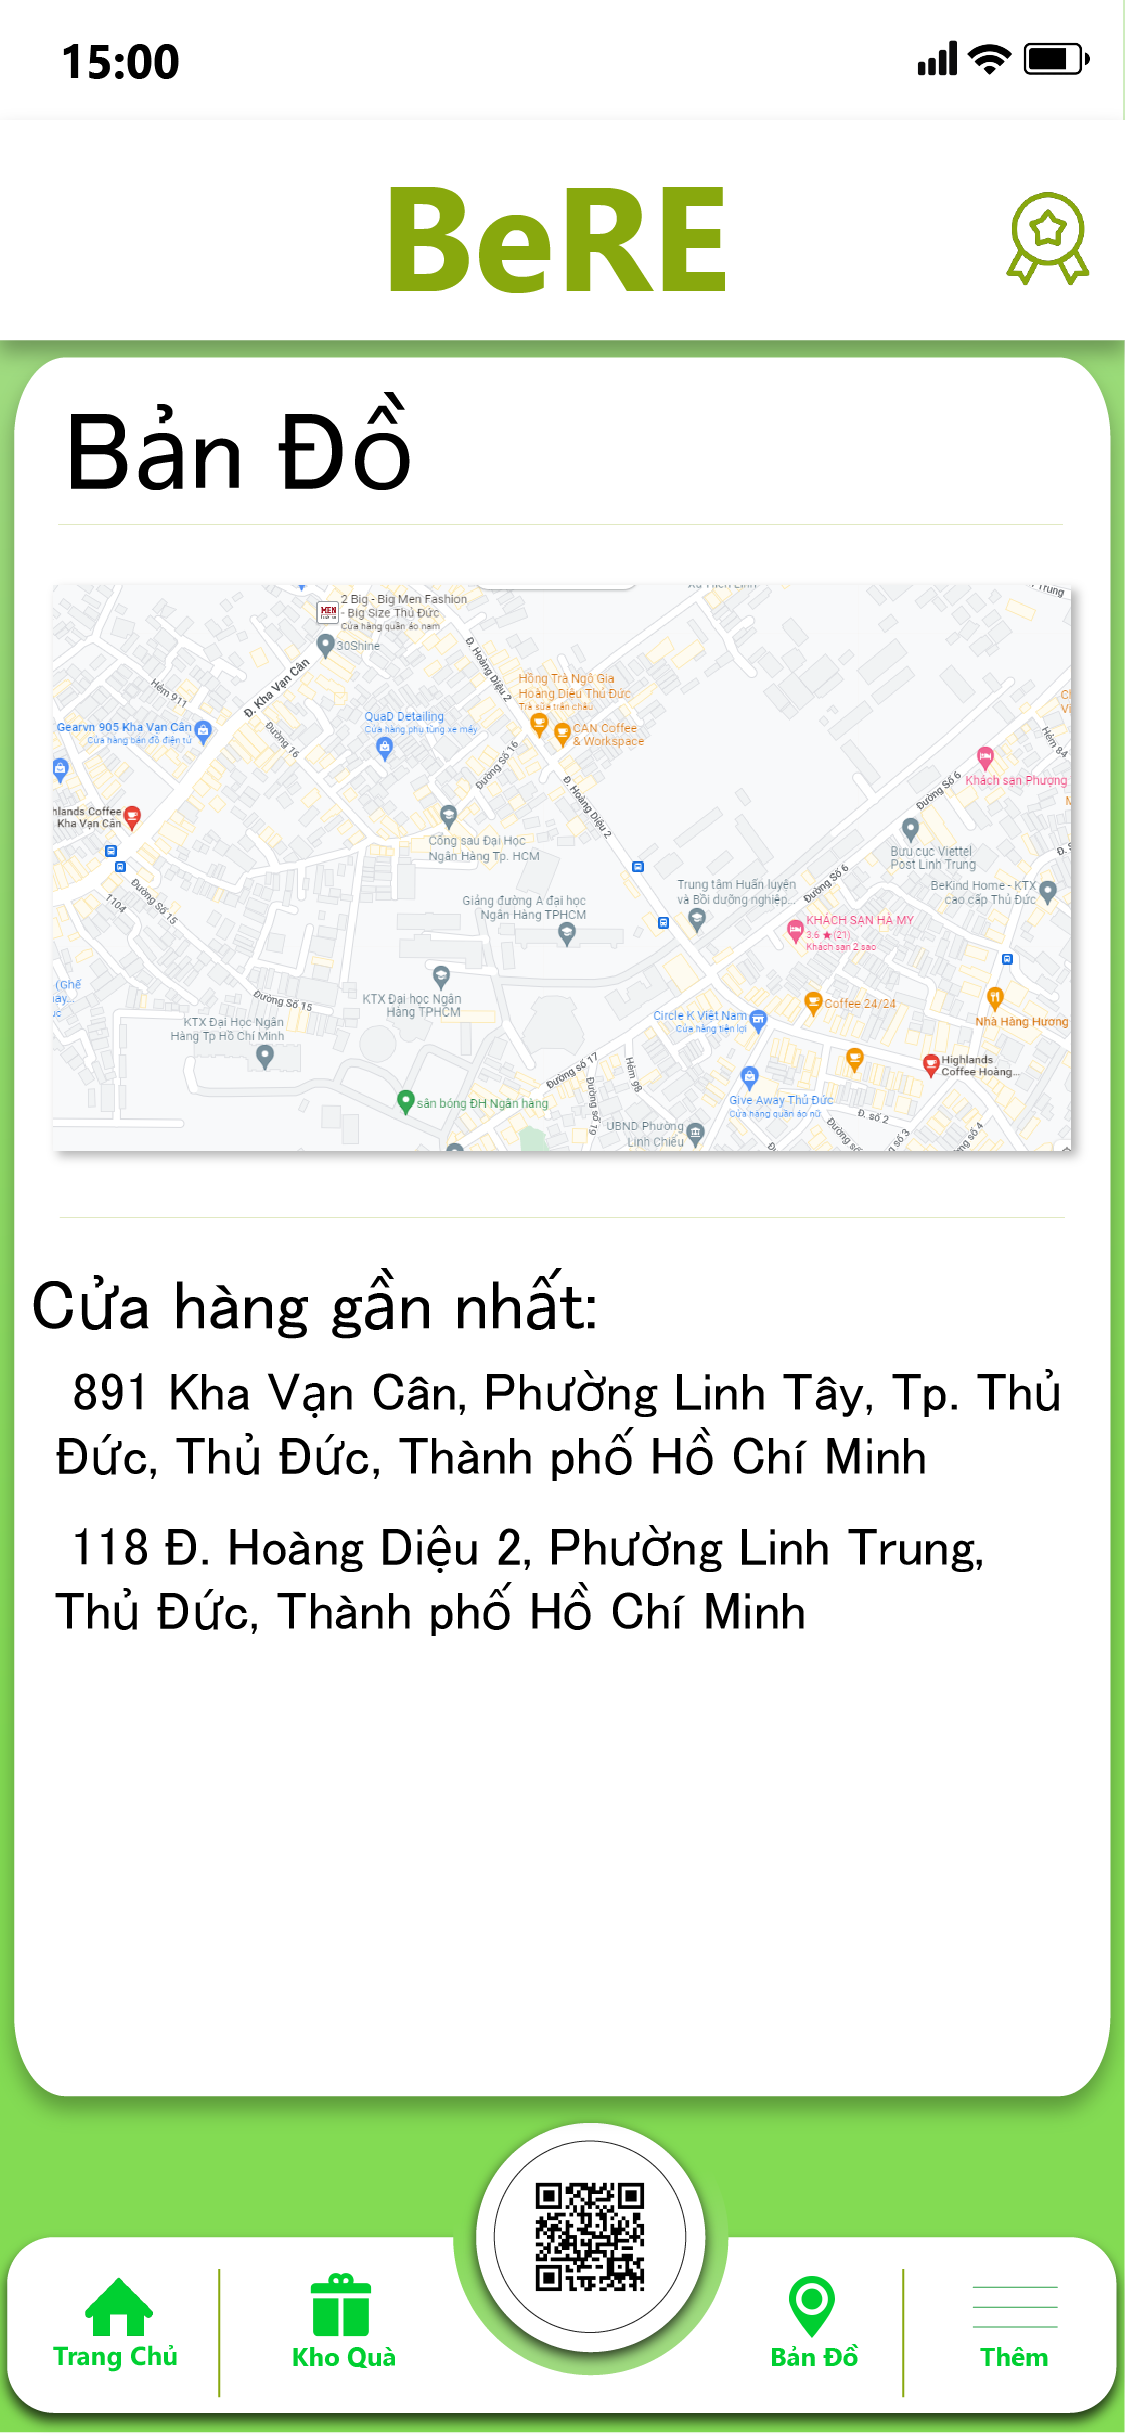 15:00
BeRE
Bản Đồ
2 Big - Big Men Fashion
- Big Size Thủ Đức
Cửa hàng quần áo nam
30Shine
Đ. Hoàng Diệu 2
Hẻm 911
Đ. Kha Vạn Cân
Hồng Trà Ngô Gia
Hoàng Diệu Thủ Đức
Trà sữa trân châu
QuaD Detailing
Cửa hàng phụ tùng xe máy
Gearvn 905 Kha Vạn Cân
Cửa hàng bán đồ điện tử
CAN Coffee
& Workspace
Đường 16
Đường Số 16
Hẻm 84
Khách sạn Phượng
Đường Số 6
Đ. Hoàng Diệu 2
hlands Coffee
Kha Vạn Cân
Cổng sau Đại Học
Ngân Hàng Tp. HCM
Bưu cục Viettel
Post Linh Trung
Đường Số 6
Trung tâm Huấn luyện
và Bồi dưỡng nghiệp...
BeKind Home - KTX
cao cấp Thủ Đức
Đường Số 15
T104
Giảng đường A đại học
Ngân Hàng TPHCM
KHÁCH SẠN HÀ MY
3.6 ★ (21)
Khách sạn 2 sao
(Ghế
KTX Đại học Ngân
Hàng TPHCM
Đường Số 15
Coffee 24/24
Circle K Việt Nam
Cửa hàng tiện lợi
Nhà Hàng Hương
KTX Đại Học Ngân
Hàng Tp Hồ Chí Minh
Highlands
Coffee Hoàng...
Đường số 17
Hẻm 98
Đường số 19
sân bóng ĐH Ngân hàng
Give Away Thủ Đức
Cửa hàng quần áo nữ
Đ. số 2
UBND Phường
Linh Chiểu
Cửa hàng gần nhất:
891 Kha Vạn Cân, Phường Linh Tây, Tp. Thủ
Đức, Thủ Đức, Thành phố Hồ Chí Minh
118 Đ. Hoàng Diệu 2, Phường Linh Trung,
Thủ Đức, Thành phố Hồ Chí Minh
Trang Chủ
Kho Quà
Bản Đồ
Thêm